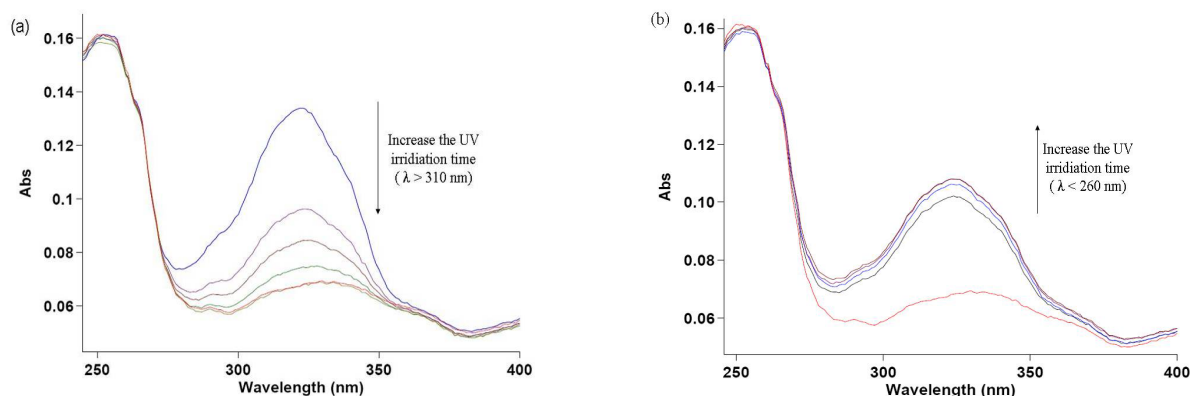 (a)
0.16
0.14
0.12
0.1
0.08
0.06
Abs
250
300
350
400
Wavelength (nm)
Increase the UV
irridiation time
( λ > 310 nm)
(b)
0.16
0.14
0.12
0.10
0.08
0.06
Abs
250
300
350
400
Wavelength (nm)
Increase the UV
irridiation time
( λ < 260 nm)